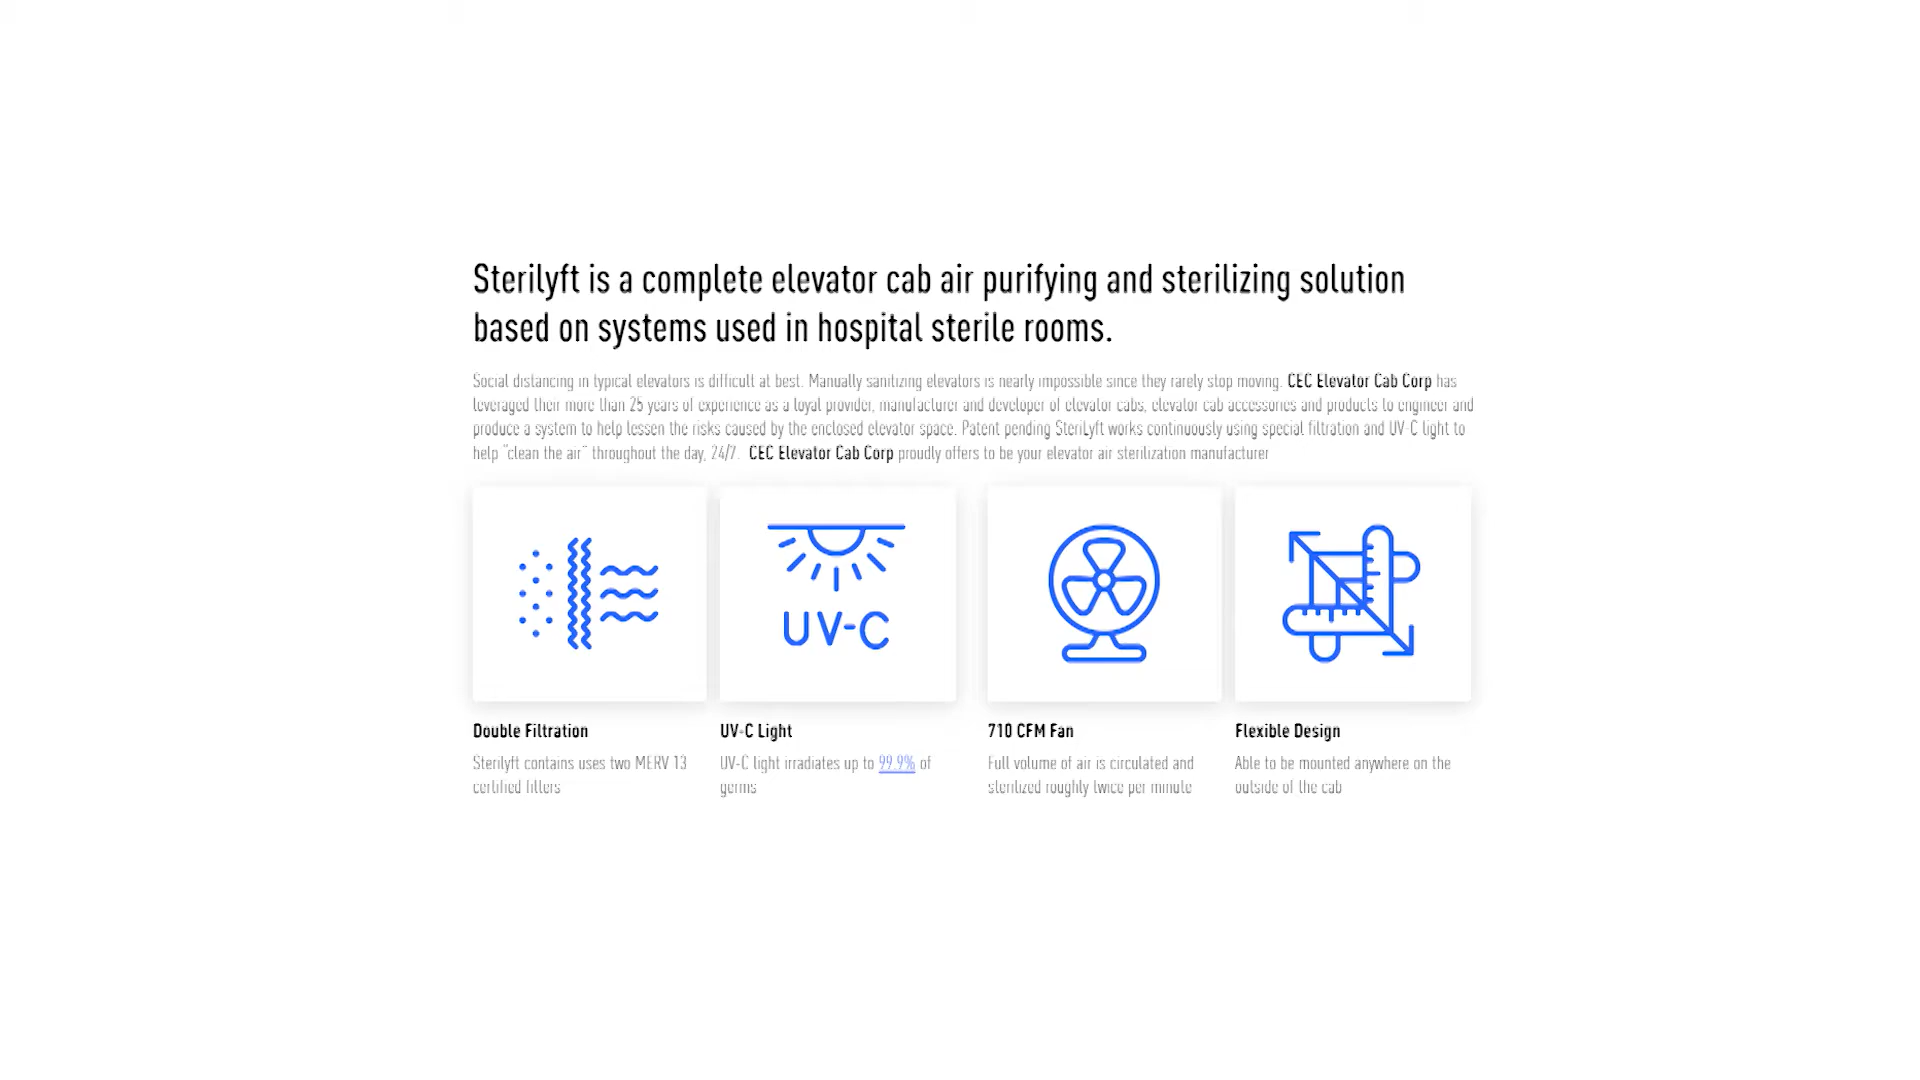 Sterilyft is a complete elevator cab air purifying and sterilizing solution
based on systems used in hospital sterile rooms.
Social distancing in typical elevators is difficult at best. Manually sanitizing elevators is nearly impossible since they rarely stop moving. CEC Elevator Cab Corp has
leveraged their more than 25 years of experience as a loyal provider, manufacturer and developer of elevator cabs, elevator cab accessories and products to engineer and
produce a system to help lessen the risks caused by the enclosed elevator space. Patent pending SteriLyft works continuously using special filtration and UV-C light to
help "clean the air" throughout the day, 24/7. CEC Elevator Cab Corp proudly offers to be your elevator air sterilization manufacturer
UV-C
Double Filtration
Sterilyft contains uses two MERV 13
certified filters
UV-C Light
UV-C light irradiates up to 99.9% of
germs
710 CFM Fan
Full volume of air is circulated and
sterilized roughly twice per minute
Flexible Design
Able to be mounted anywhere on the
outside of the cab